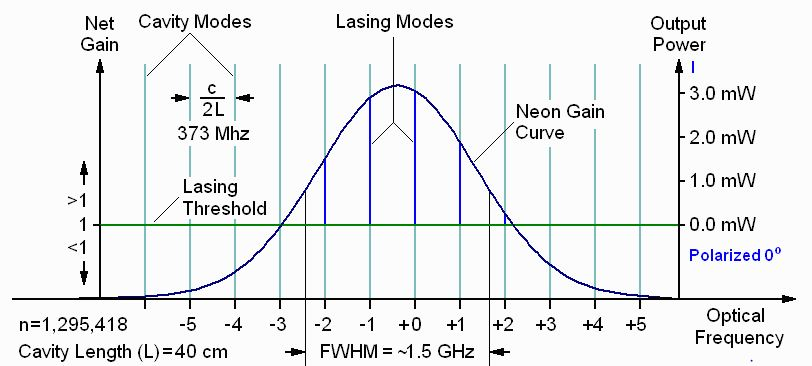 Net
Gain
Cavity Modes
Lasing Modes
Output
Power
I
c
2L
373 Mhz
3.0 mW
Neon Gain
Curve
2.0 mW
1.0 mW
Lasing
Threshold
>1
1
<1
0.0 mW
Polarized 0º
n=1,295,418
-5 -4 -3 -2 -1 +0 +1 +2 +3 +4 +5
Optical
Frequency
Cavity Length (L)=40 cm
FWHM = ~1.5 GHz